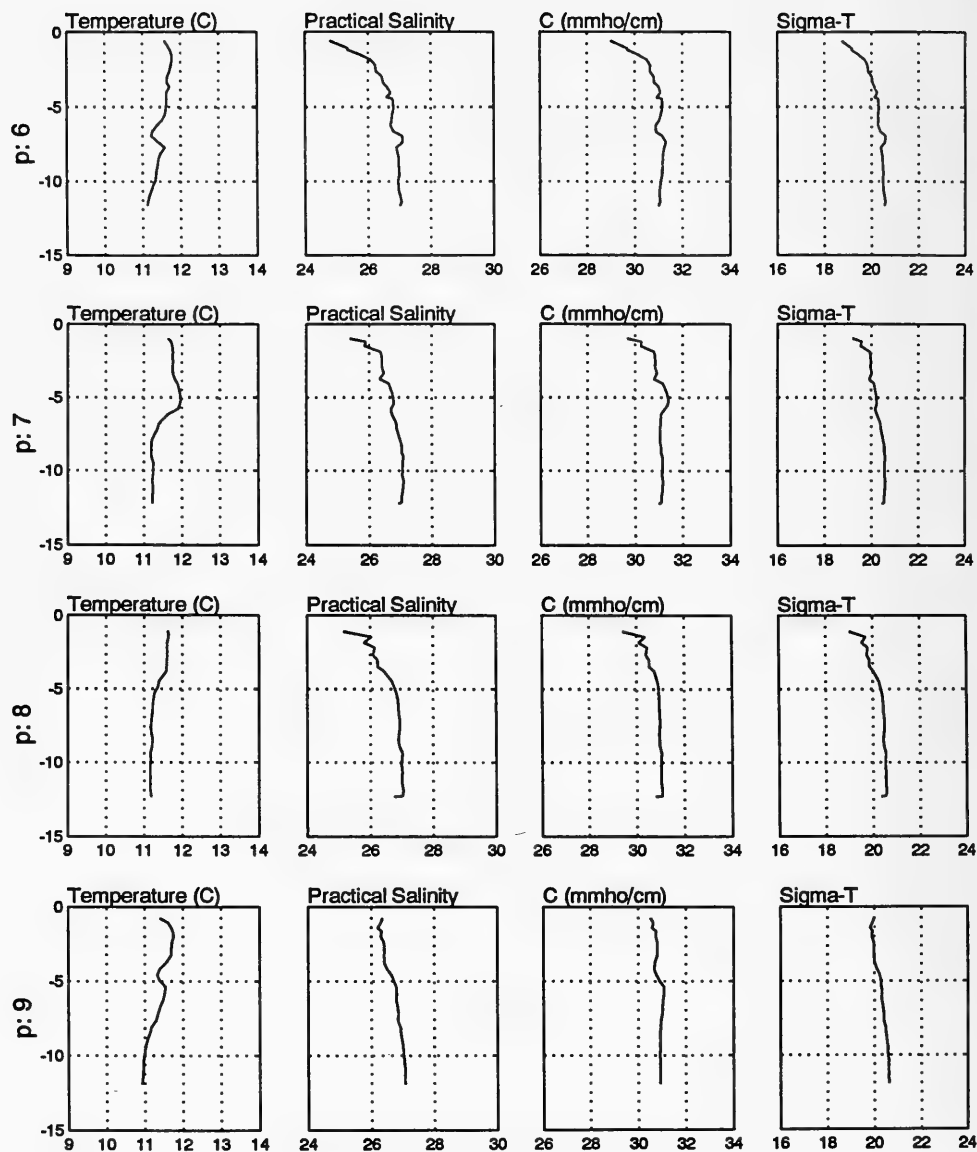 Temperature (C) Practical Salinity C (mmho/cm) Sigma-T
0
-5
-10
-15
p: 6
9 10 11 12 13 14 24 26 28 30 26 28 30 32 34 16 18 20 22 24
Temperature (C) Practical Salinity C (mmho/cm) Sigma-T
0
-5
-10
-15
p: 7
9 10 11 12 13 14 24 26 28 30 26 28 30 32 34 16 18 20 22 24
Temperature (C) Practical Salinity C (mmho/cm) Sigma-T
0
-5
-10
-15
p: 8
9 10 11 12 13 14 24 26 28 30 26 28 30 32 34 16 18 20 22 24
Temperature (C) Practical Salinity C (mmho/cm) Sigma-T
0
-5
-10
-15
p: 9
9 10 11 12 13 14 24 26 28 30 26 28 30 32 34 16 18 20 22 24